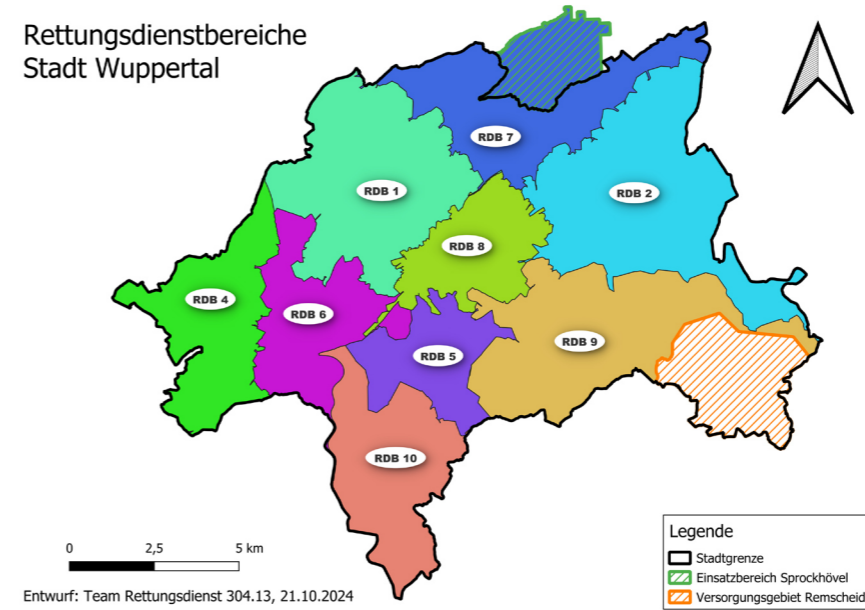 Rettungsdienstbereiche
Stadt Wuppertal
RDB 7
RDB 1
RDB 2
RDB 8
RDB 4
RDB 6
RDB 5
RDB 9
RDB 10
0 2,5 5 km
Entwurf: Team Rettungsdienst 304.13, 21.10.2024
Legende
Stadtgrenze
Einsatzbereich Sprockhövel
Versorgungsgebiet Remscheid